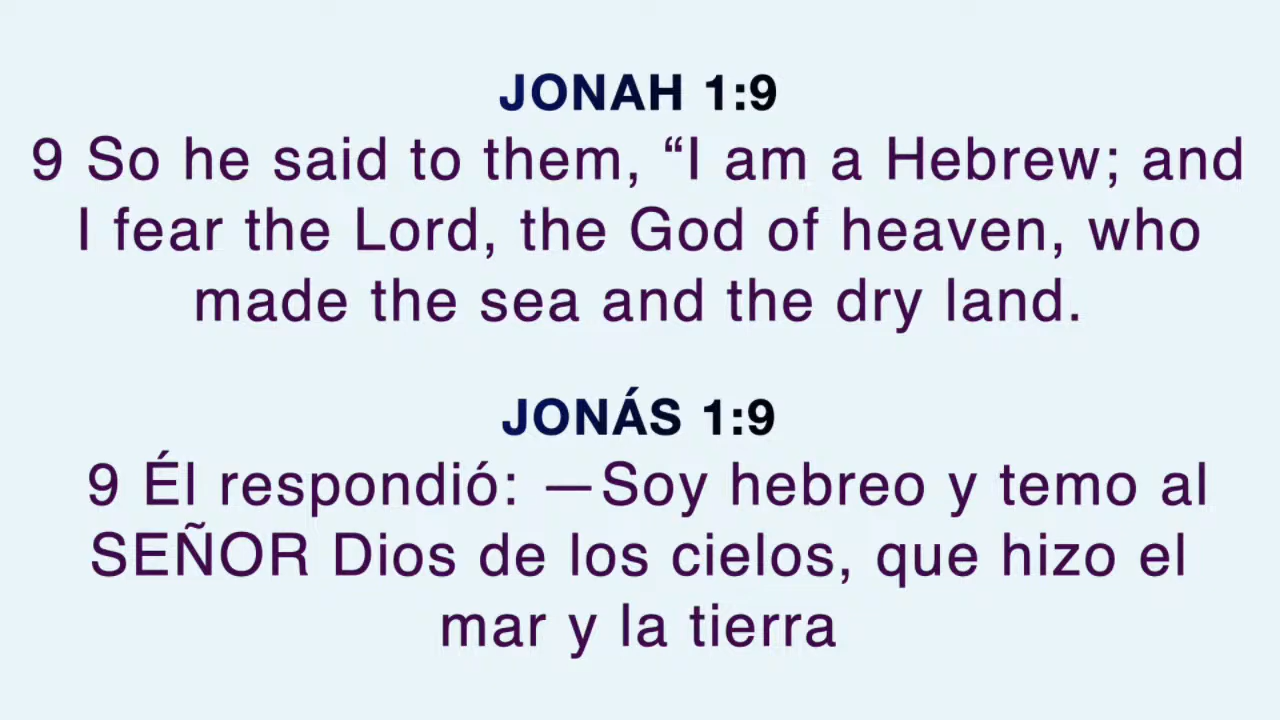 JONAH 1:9
9 So he said to them, “I am a Hebrew; and
I fear the Lord, the God of heaven, who
made the sea and the dry land.
JONÁS 1:9
9 Él respondió: —Soy hebreo y temo al
SEÑOR Dios de los cielos, que hizo el
mar y la tierra